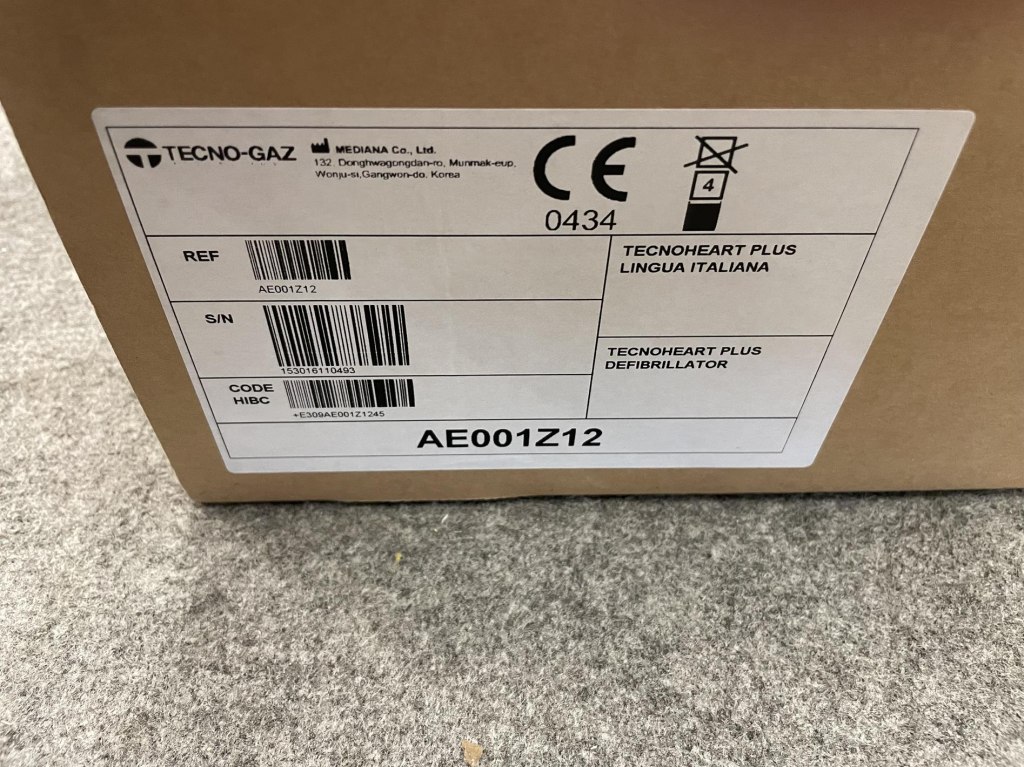 TECNO-GAZ
MEDIANA Co., Ltd.
132, Donghwagongdan-ro, Munmak-eup,
Wonju-si,Gangwon-do. Korea
CE
0434
4
REF
AE001Z12
TECNOHEART PLUS
LINGUA ITALIANA
S/N
153016110493
TECNOHEART PLUS
DEFIBRILLATOR
CODE
HIBC
+E309AE001Z1245
AE001Z12